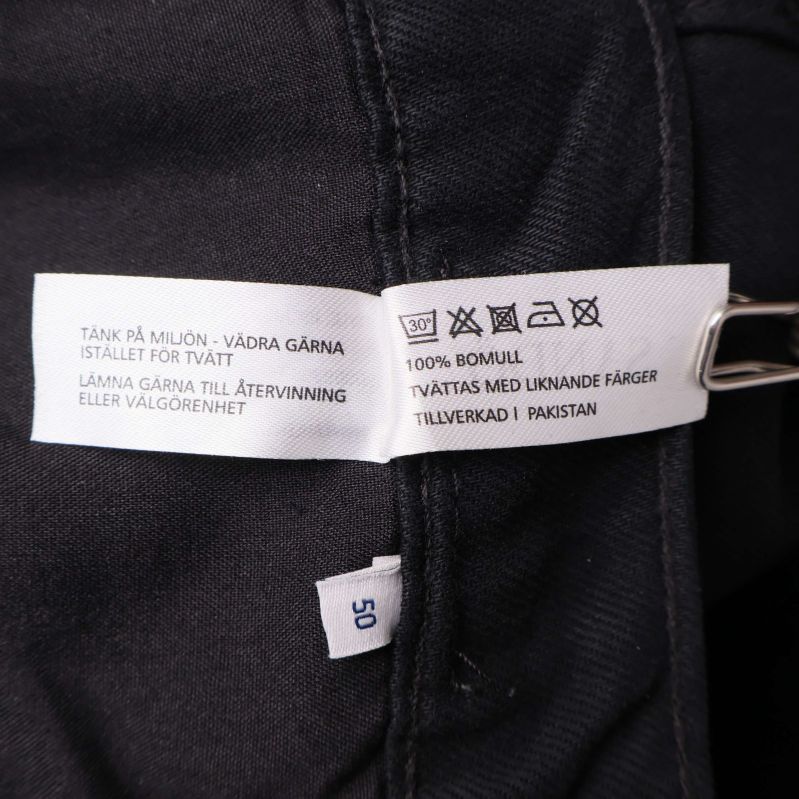 TÄNK PÅ MILJÖN - VÄDRA GÄRNA
ISTÄLLET FÖR TVÄTT
LÄMNA GÄRNA TILL ÅTERVINNING
ELLER VÄLGÖRENHET
30°
100% BOMULL
TVÄTTAS MED LIKNANDE FÄRGER
TILLVERKAD I PAKISTAN
50